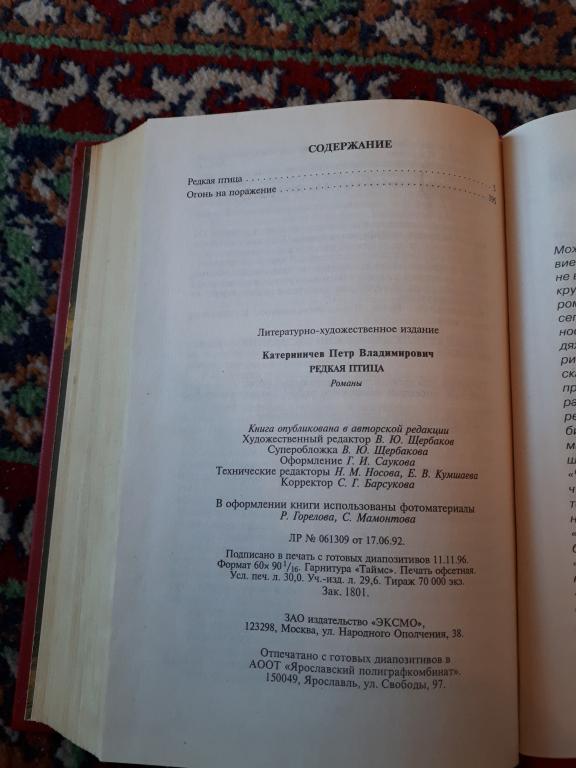 СОДЕРЖАНИЕ
Редкая птица . . . . . . . . . . . . . . . . . . . . . . . . . . . . . . 5
Огонь на поражение . . . . . . . . . . . . . . . . . . . . . . . . . .
Литературно-художественное издание
Катериничев Петр Владимирович
РЕДКАЯ ПТИЦА
Романы
Книга опубликована в авторской редакции
Художественный редактор В. Ю. Щербаков
Суперобложка В. Ю. Щербакова
Оформление Г. И. Саукова
Технические редакторы Н. М. Носова, Е. В. Кумшаева
Корректор С. Г. Барсукова
В оформлении книги использованы фотоматериалы
Р. Горелова, С. Мамонтова
ЛР № 061309 от 17.06.92.
Подписано в печать с готовых диапозитивов 11.11.96.
Формат 60х 90 1/16. Гарнитура «Таймс». Печать офсетная.
Усл. печ. л. 30,0. Уч.-изд. л. 29,6. Тираж 70 000 экз.
Зак. 1801.
ЗАО издательство «ЭКСМО»,
123298, Москва, ул. Народного Ополчения, 38.
Отпечатано с готовых диапозитивов в
АООТ «Ярославский полиграфкомбинат».
150049, Ярославль, ул. Свободы, 97.